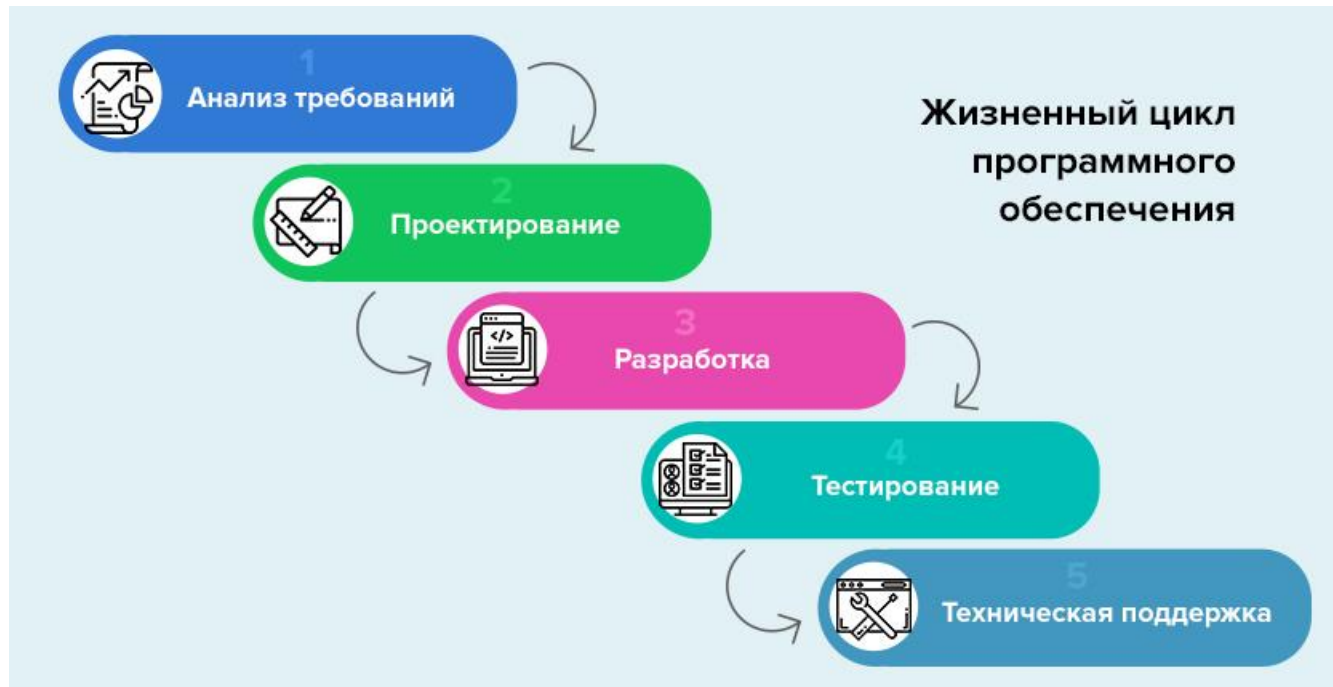 1
Анализ требований
Жизненный цикл
программного
обеспечения
2
Проектирование
3
</>
Разработка
4
Тестирование
5
Техническая поддержка